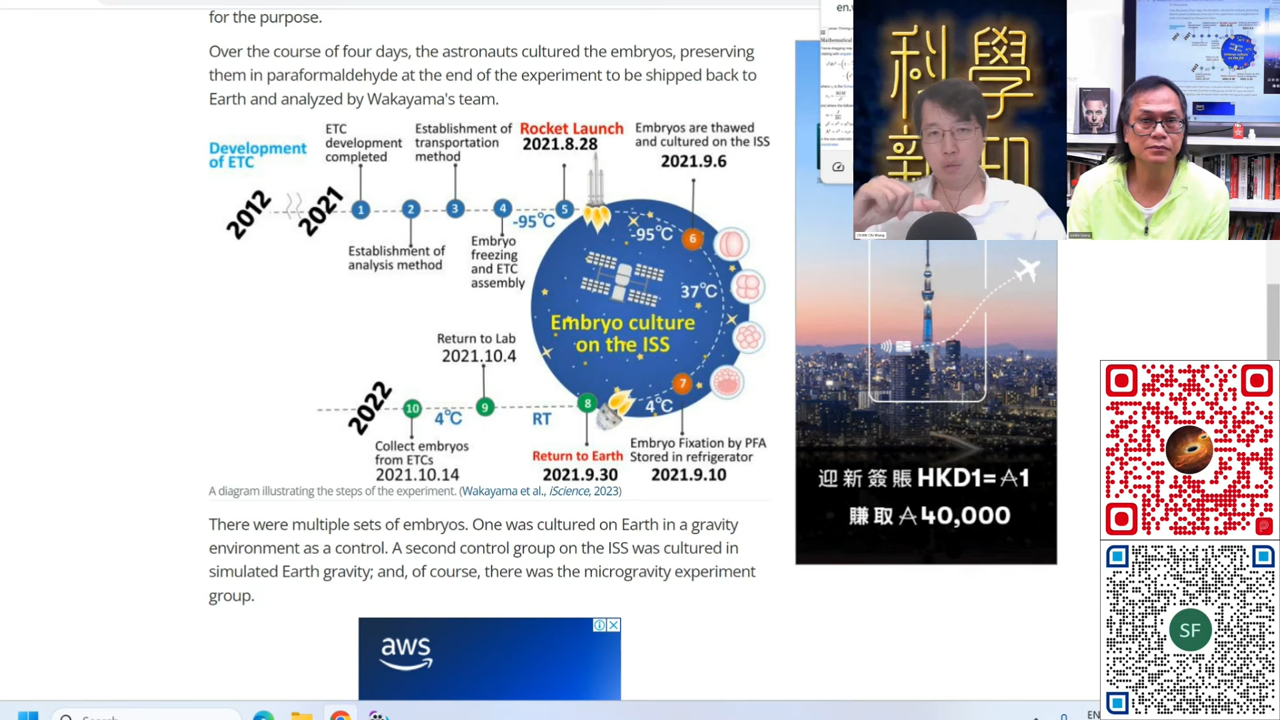 for the purpose.
Over the course of four days, the astronauts cultured the embryos, preserving
them in paraformaldehyde at the end of the experiment to be shipped back to
Earth and analyzed by Wakayama's team.
Development
of ETC
ETC
development
completed
Establishment of
transportation
method
Rocket Launch
2021.8.28
Embryos are thawed
and cultured on the ISS
2021.9.6
2012
2021
1
2
3
4
-95℃
5
-95℃
6
Establishment of
analysis method
Embryo
freezing
and ETC
assembly
37℃
Embryo culture
on the ISS
Return to Lab
2021.10.4
7
2022
10
4℃
9
RT
8
4℃
Collect embryos
from ETCs
2021.10.14
Return to Earth
2021.9.30
Embryo Fixation by PFA
Stored in refrigerator
2021.9.10
A diagram illustrating the steps of the experiment. (Wakayama et al., iScience, 2023)
There were multiple sets of embryos. One was cultured on Earth in a gravity
environment as a control. A second control group on the ISS was cultured in
simulated Earth gravity; and, of course, there was the microgravity experiment
group.
aws
en.
科學
新知
迎新簽賬 HKD1=A1
賺取 A 40,000
SF
Search
EN